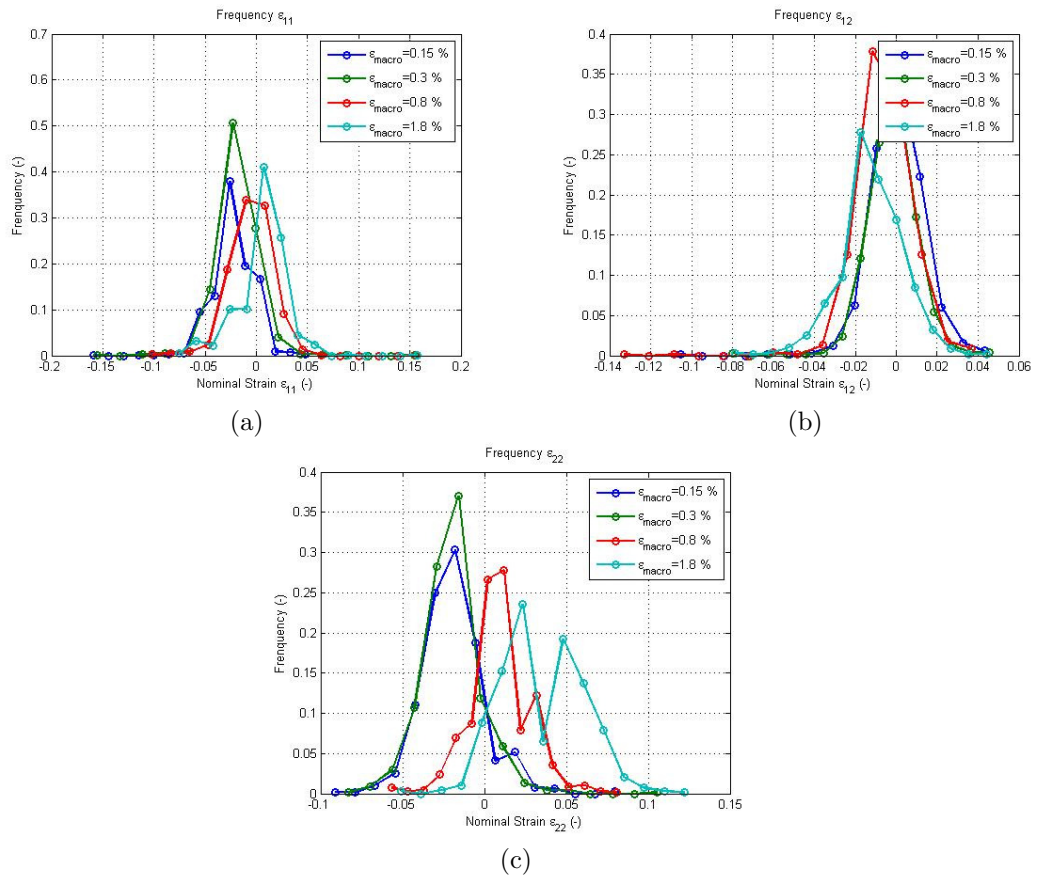 Frequency ε11
Frenquency (-)
0.7
0.6
0.5
0.4
0.3
0.2
0.1
0
-0.2 -0.15 -0.1 -0.05 0 0.05 0.1 0.15 0.2
Nominal Strain ε11 (-)
εmacro=0.15 %
εmacro=0.3 %
εmacro=0.8 %
εmacro=1.8 %
(a)
Frequency ε12
Frenquency (-)
0.4
0.35
0.3
0.25
0.2
0.15
0.1
0.05
0
-0.14 -0.12 -0.1 -0.08 -0.06 -0.04 -0.02 0 0.02 0.04 0.06
Nominal Strain ε12 (-)
εmacro=0.15 %
εmacro=0.3 %
εmacro=0.8 %
εmacro=1.8 %
(b)
Frequency ε22
Frenquency (-)
0.4
0.35
0.3
0.25
0.2
0.15
0.1
0.05
0
-0.1 -0.05 0 0.05 0.1 0.15
Nominal Strain ε22 (-)
εmacro=0.15 %
εmacro=0.3 %
εmacro=0.8 %
εmacro=1.8 %
(c)